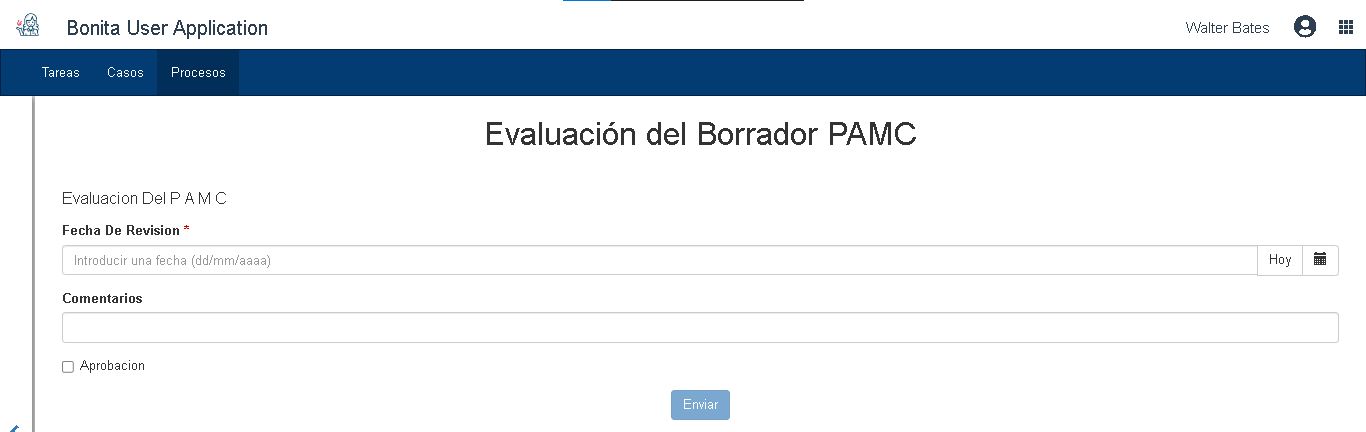 Bonita User Application
Walter Bates
Tareas Casos Procesos
Evaluación del Borrador PAMC
Evaluacion Del P A M C
Fecha De Revision *
Introducir una fecha (dd/mm/aaaa) Hoy
Comentarios
Aprobacion
Enviar